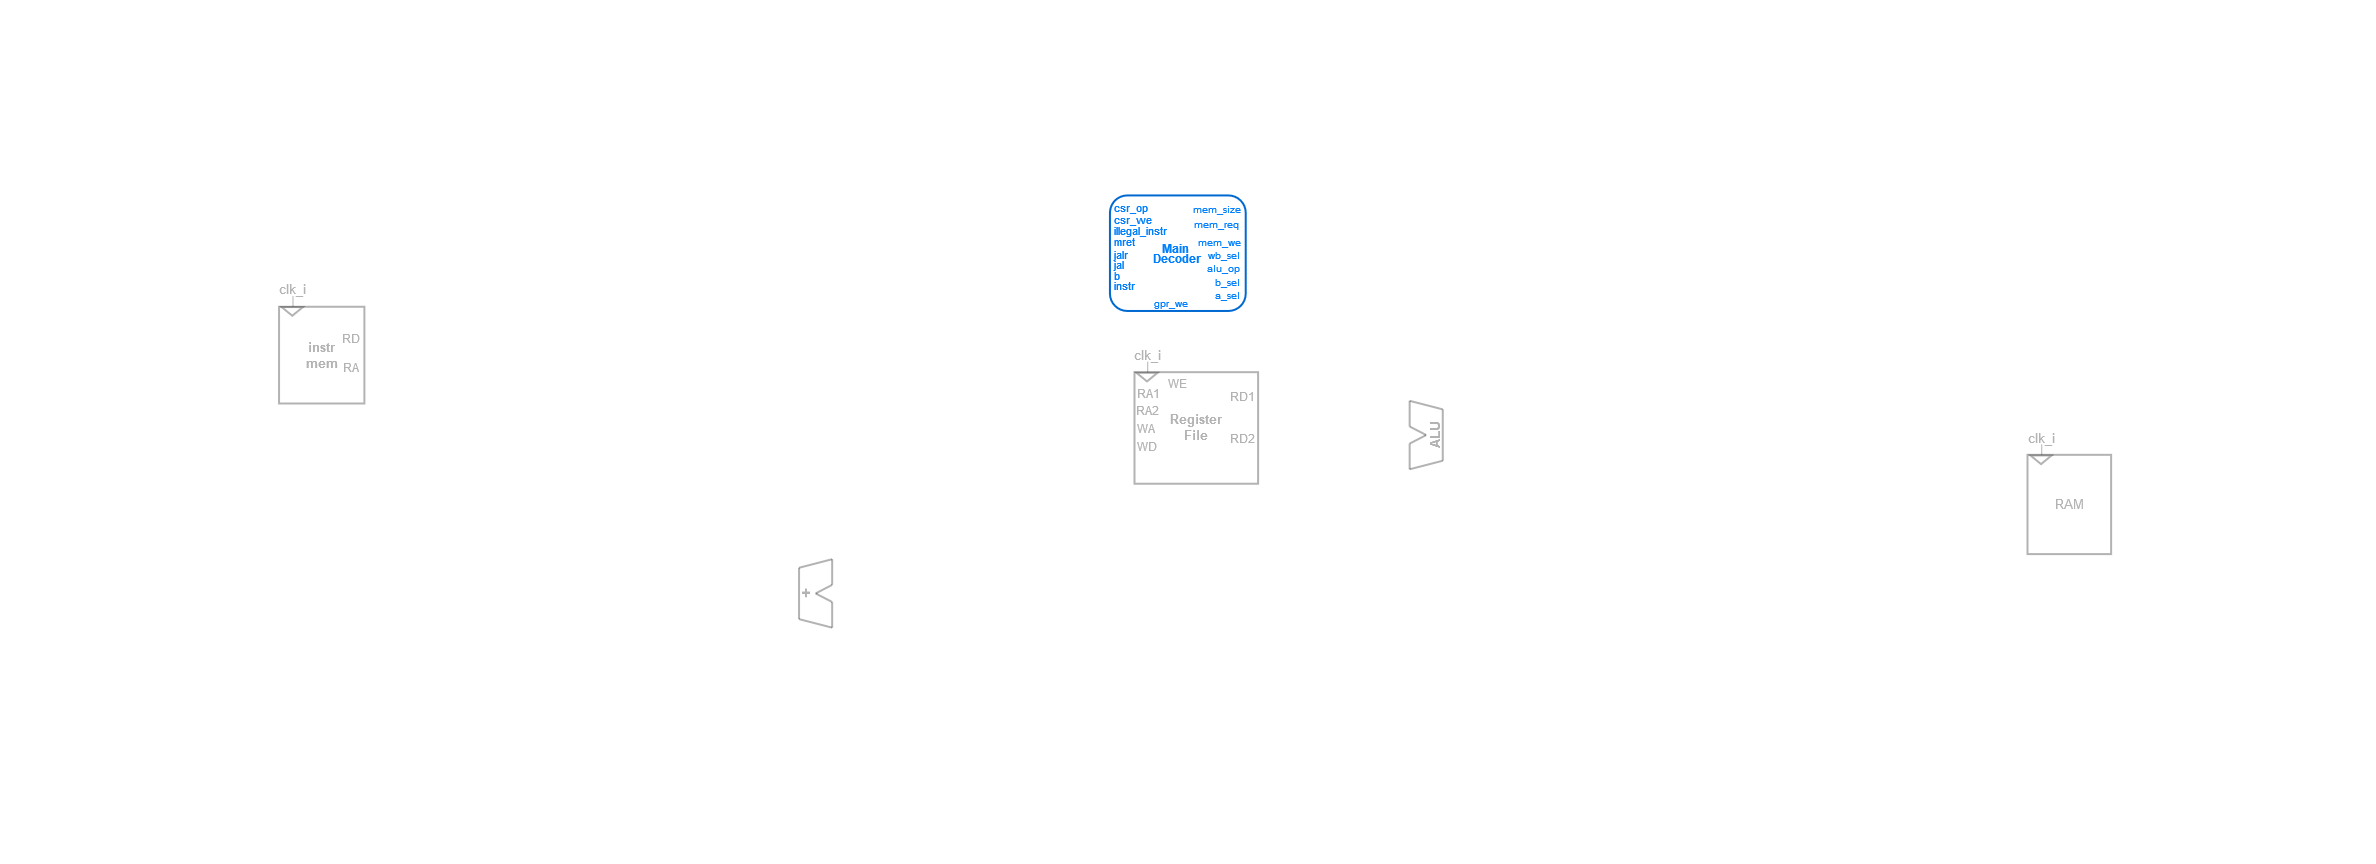 clk_i
RD
instr
mem
RA
+
csr_op
csr_we
illegal_instr
mret
jalr
jal
b
instr
Main
Decoder
mem_size
mem_req
mem_we
wb_sel
alu_op
b_sel
a_sel
gpr_we
clk_i
WE
RA1
RA2
WA
WD
Register
File
RD1
RD2
ALU
clk_i
RAM